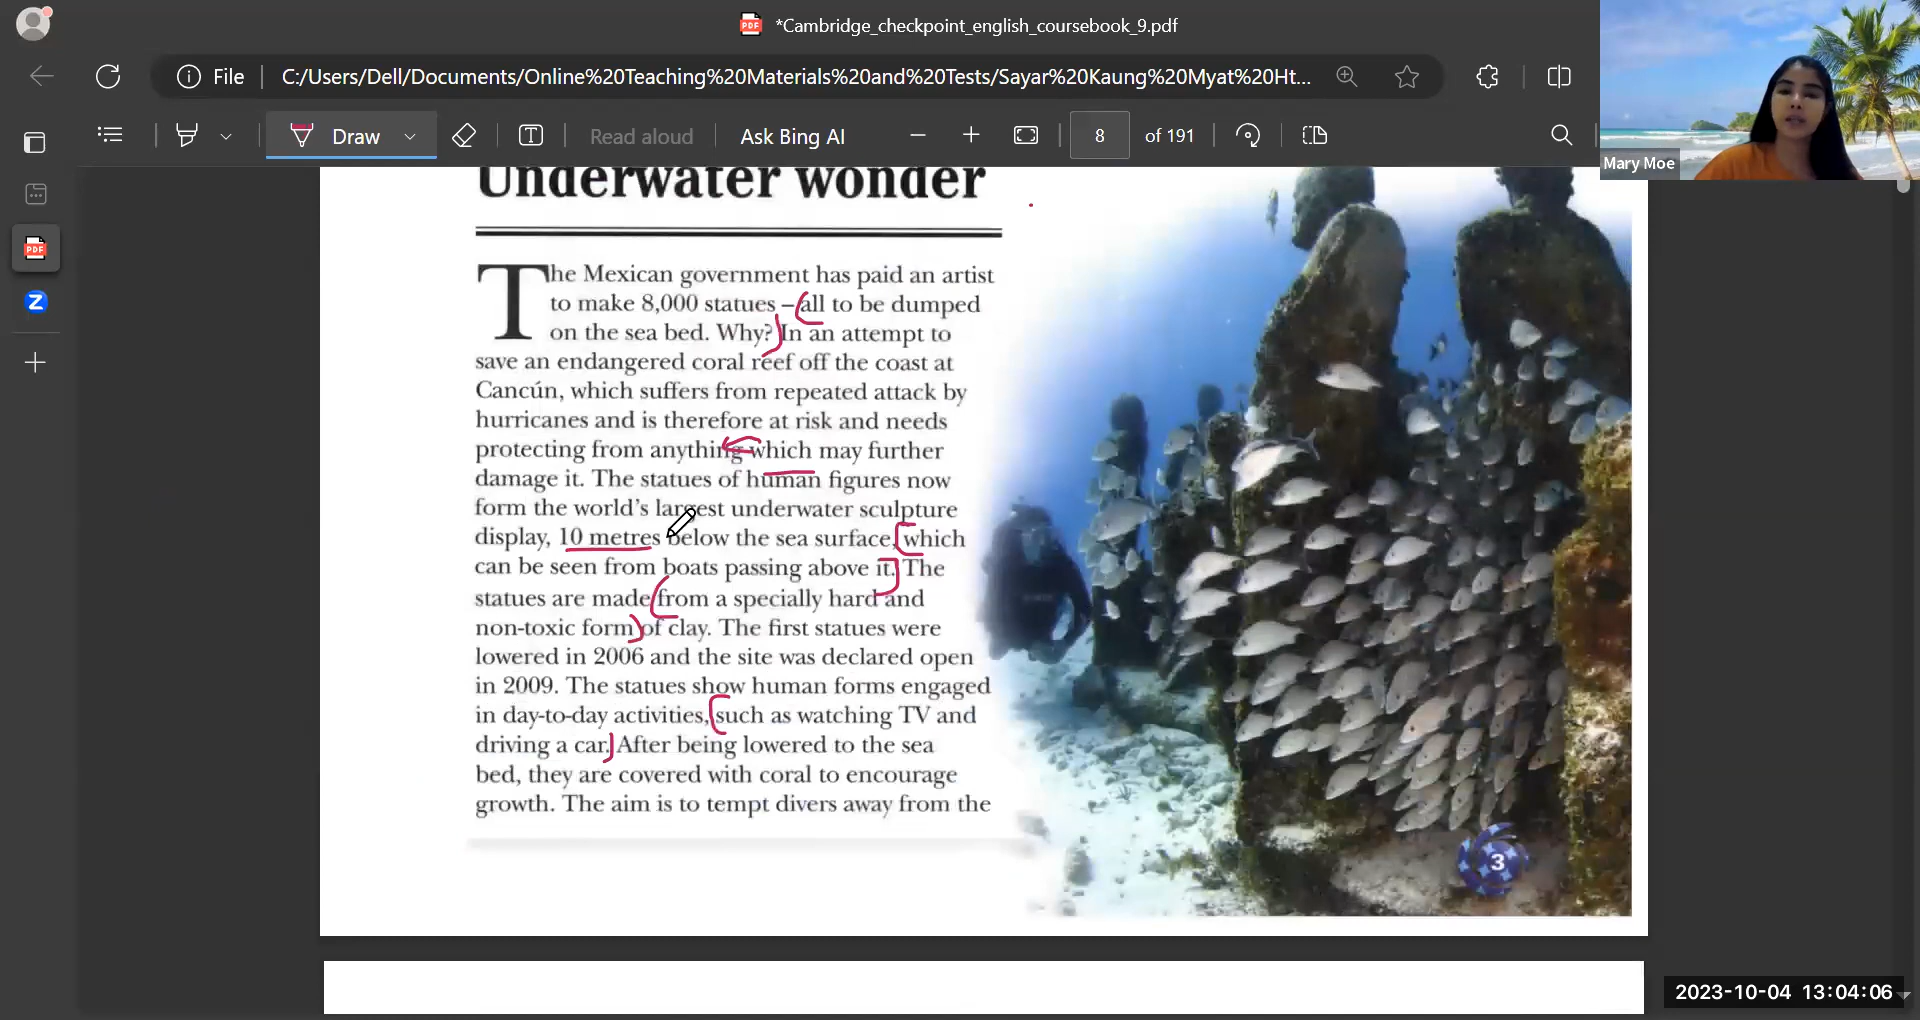 *Cambridge_checkpoint_english_coursebook_9.pdf
File
C:/Users/Dell/Documents/Online%20Teaching%20Materials%20and%20Tests/Sayar%20Kaung%20Myat%20Ht...
Draw
Read aloud
Ask Bing AI
8
of 191
Mary Moe
Underwater wonder
The Mexican government has paid an artist
to make 8,000 statues – all to be dumped
on the sea bed. Why? In an attempt to
save an endangered coral reef off the coast at
Cancún, which suffers from repeated attack by
hurricanes and is therefore at risk and needs
protecting from anything which may further
damage it. The statues of human figures now
form the world's largest underwater sculpture
display, 10 metres below the sea surface, which
can be seen from boats passing above it. The
statues are made from a specially hard and
non-toxic form of clay. The first statues were
lowered in 2006 and the site was declared open
in 2009. The statues show human forms engaged
in day-to-day activities, such as watching TV and
driving a car. After being lowered to the sea
bed, they are covered with coral to encourage
growth. The aim is to tempt divers away from the
3
2023-10-04 13:04:06